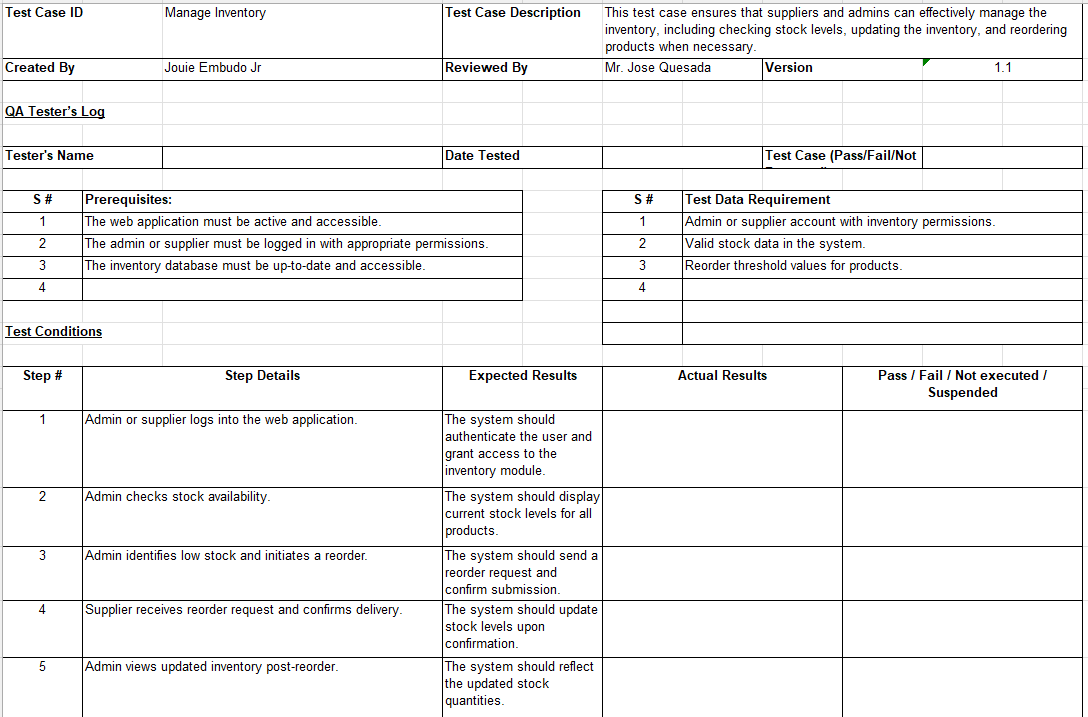 Test Case ID Manage Inventory Test Case Description This test case ensures that suppliers and admins can effectively manage the
inventory, including checking stock levels, updating the inventory, and reordering
products when necessary.
Created By Jouie Embudo Jr Reviewed By Mr. Jose Quesada Version 1.1
QA Tester's Log
Tester's Name Date Tested Test Case (Pass/Fail/Not
S # Prerequisites: S # Test Data Requirement
1 The web application must be active and accessible. 1 Admin or supplier account with inventory permissions.
2 The admin or supplier must be logged in with appropriate permissions. 2 Valid stock data in the system.
3 The inventory database must be up-to-date and accessible. 3 Reorder threshold values for products.
4 4
Test Conditions
Step # Step Details Expected Results Actual Results Pass / Fail / Not executed /
Suspended
1 Admin or supplier logs into the web application. The system should
authenticate the user and
grant access to the
inventory module.
2 Admin checks stock availability. The system should display
current stock levels for all
products.
3 Admin identifies low stock and initiates a reorder. The system should send a
reorder request and
confirm submission.
4 Supplier receives reorder request and confirms delivery. The system should update
stock levels upon
confirmation.
5 Admin views updated inventory post-reorder. The system should reflect
the updated stock
quantities.